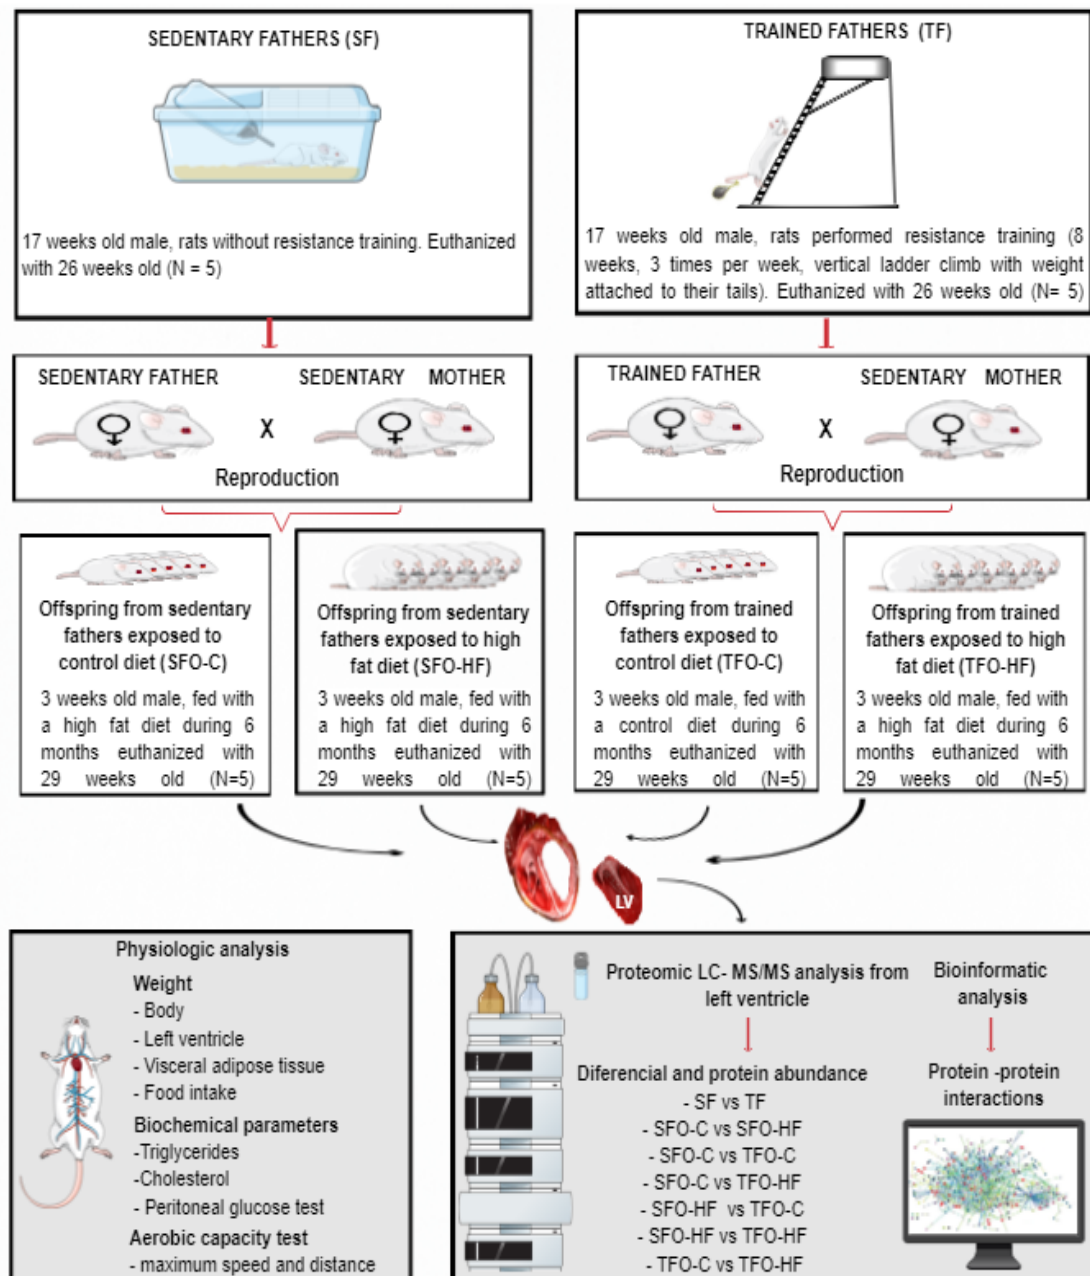 SEDENTARY FATHERS (SF)
17 weeks old male, rats without resistance training. Euthanized
with 26 weeks old (N = 5)
TRAINED FATHERS (TF)
17 weeks old male, rats performed resistance training (8
weeks, 3 times per week, vertical ladder climb with weight
attached to their tails). Euthanized with 26 weeks old (N= 5)
SEDENTARY FATHER
SEDENTARY MOTHER
X
Reproduction
TRAINED FATHER
SEDENTARY MOTHER
X
Reproduction
Offspring from sedentary
fathers exposed to
control diet (SFO-C)
3 weeks old male, fed with
a high fat diet during 6
months euthanized with
29 weeks old (N=5)
Offspring from sedentary
fathers exposed to high
fat diet (SFO-HF)
3 weeks old male, fed with
a high fat diet during 6
months euthanized with
29 weeks old (N=5)
Offspring from trained
fathers exposed to
control diet (TFO-C)
3 weeks old male, fed with
a control diet during 6
months euthanized with
29 weeks old (N=5)
Offspring from trained
fathers exposed to high
fat diet (TFO-HF)
3 weeks old male, fed with
a high fat diet during 6
months euthanized with
29 weeks old (N=5)
LV
Physiologic analysis
Weight
- Body
- Left ventricle
- Visceral adipose tissue
- Food intake
Biochemical parameters
-Triglycerides
-Cholesterol
- Peritoneal glucose test
Aerobic capacity test
- maximum speed and distance
Proteomic LC- MS/MS analysis from
left ventricle
Diferencial and protein abundance
- SF vs TF
- SFO-C vs SFO-HF
- SFO-C vs TFO-C
- SFO-C vs TFO-HF
- SFO-HF vs TFO-C
- SFO-HF vs TFO-HF
- TFO-C vs TFO-HF
Bioinformatic
analysis
Protein -protein
interactions